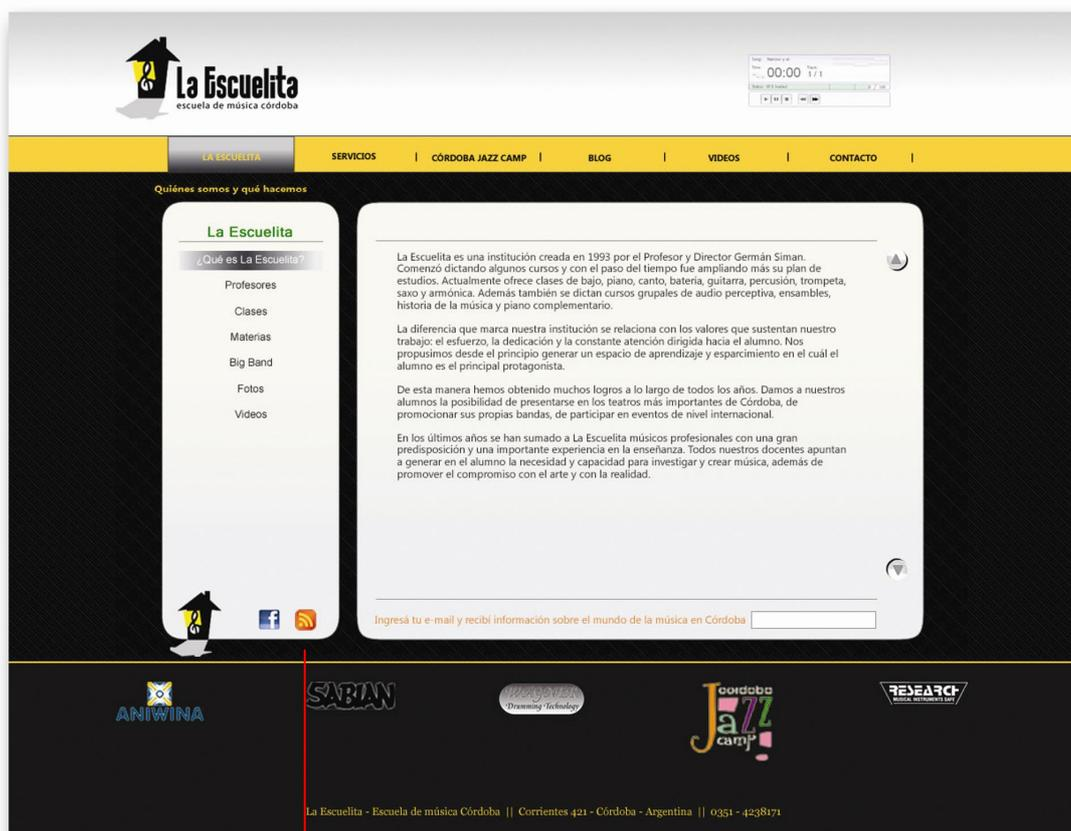 La Escuelita
escuela de música córdoba
00:00
1 / 1
LA ESCUELITA
SERVICIOS | CÓRDOBA JAZZ CAMP | BLOG | VIDEOS | CONTACTO |
Quiénes somos y qué hacemos
La Escuelita
¿Qué es La Escuelita?
Profesores
Clases
Materias
Big Band
Fotos
Videos
La Escuelita es una institución creada en 1993 por el Profesor y Director Germán Siman.
Comenzó dictando algunos cursos y con el paso del tiempo fue ampliando más su plan de
estudios. Actualmente ofrece clases de bajo, piano, canto, batería, guitarra, percusión, trompeta,
saxo y armónica. Además también se dictan cursos grupales de audio perceptiva, ensambles,
historia de la música y piano complementario.
La diferencia que marca nuestra institución se relaciona con los valores que sustentan nuestro
trabajo: el esfuerzo, la dedicación y la constante atención dirigida hacia el alumno. Nos
propusimos desde el principio generar un espacio de aprendizaje y esparcimiento en el cuál el
alumno es el principal protagonista.
De esta manera hemos obtenido muchos logros a lo largo de todos los años. Damos a nuestros
alumnos la posibilidad de presentarse en los teatros más importantes de Córdoba, de
promocionar sus propias bandas, de participar en eventos de nivel internacional.
En los últimos años se han sumado a La Escuelita músicos profesionales con una gran
predisposición y una importante experiencia en la enseñanza. Todos nuestros docentes apuntan
a generar en el alumno la necesidad y capacidad para investigar y crear música, además de
promover el compromiso con el arte y con la realidad.
Ingresá tu e-mail y recibí información sobre el mundo de la música en Córdoba
ANIWINA
SABIAN
Drumming Technology
cordoba
Jazz
camp
RESEARCH
MUSICAL INSTRUMENTS SAFE
La Escuelita - Escuela de música Córdoba || Corrientes 421 - Córdoba - Argentina || 0351 - 4238171